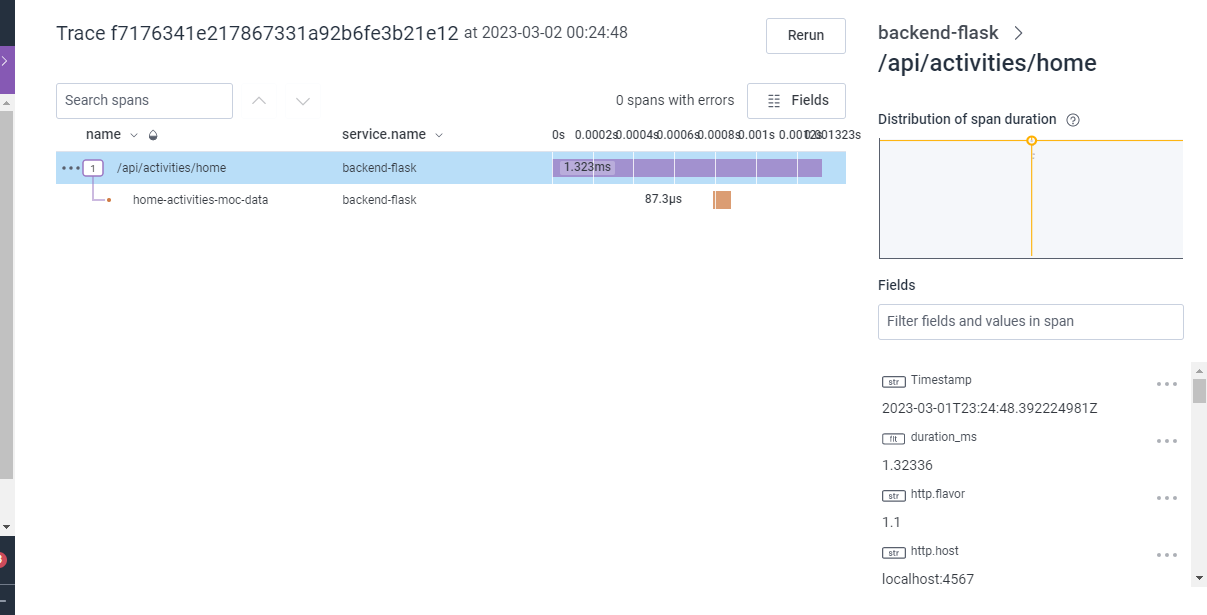 Trace f7176341e217867331a92b6fe3b21e12 at 2023-03-02 00:24:48
Rerun
Search spans
0 spans with errors
Fields
name service.name 0s 0.0002s 0.0004s 0.0006s 0.0008s 0.001s 0.0012s 0.001323s
1 /api/activities/home backend-flask 1.323ms
home-activities-moc-data backend-flask 87.3μs
backend-flask
/api/activities/home
Distribution of span duration
Fields
Filter fields and values in span
str Timestamp
2023-03-01T23:24:48.392224981Z
flt duration_ms
1.32336
str http.flavor
1.1
str http.host
localhost:4567